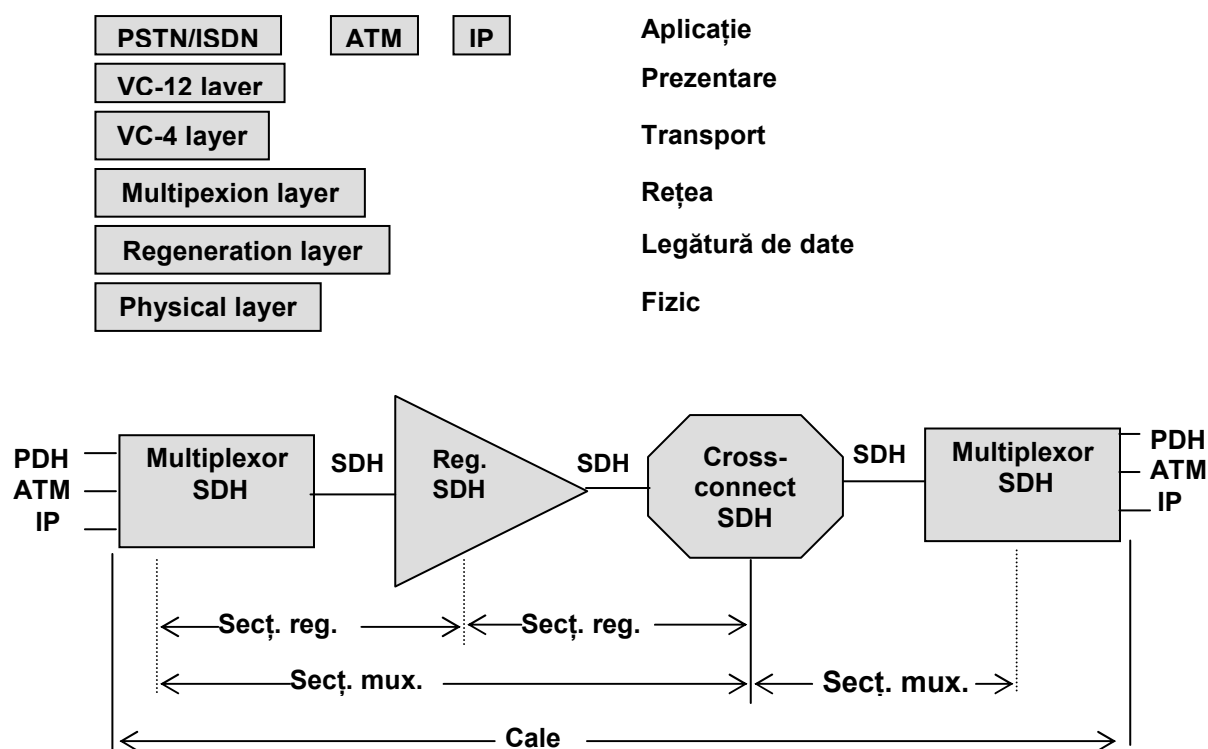 PSTN/ISDN ATM IP Aplicație
VC-12 layer Prezentare
VC-4 layer Transport
Multipexion layer Rețea
Regeneration layer Legătură de date
Physical layer Fizic
PDH
ATM
IP
Multiplexor
SDH
SDH
Reg.
SDH
SDH
Cross-
connect
SDH
SDH
Multiplexor
SDH
PDH
ATM
IP
Secț. reg. Secț. reg.
Secț. mux. Secț. mux.
Cale